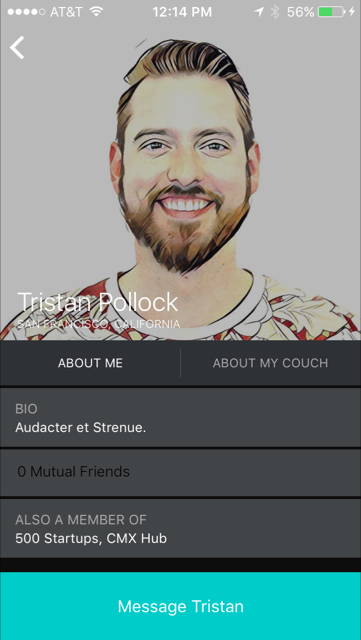 AT&T 12:14 PM 56%
Tristan Pollock
SAN FRANCISCO, CALIFORNIA
ABOUT ME ABOUT MY COUCH
BIO
Audacter et Strenue.
0 Mutual Friends
ALSO A MEMBER OF
500 Startups, CMX Hub
Message Tristan